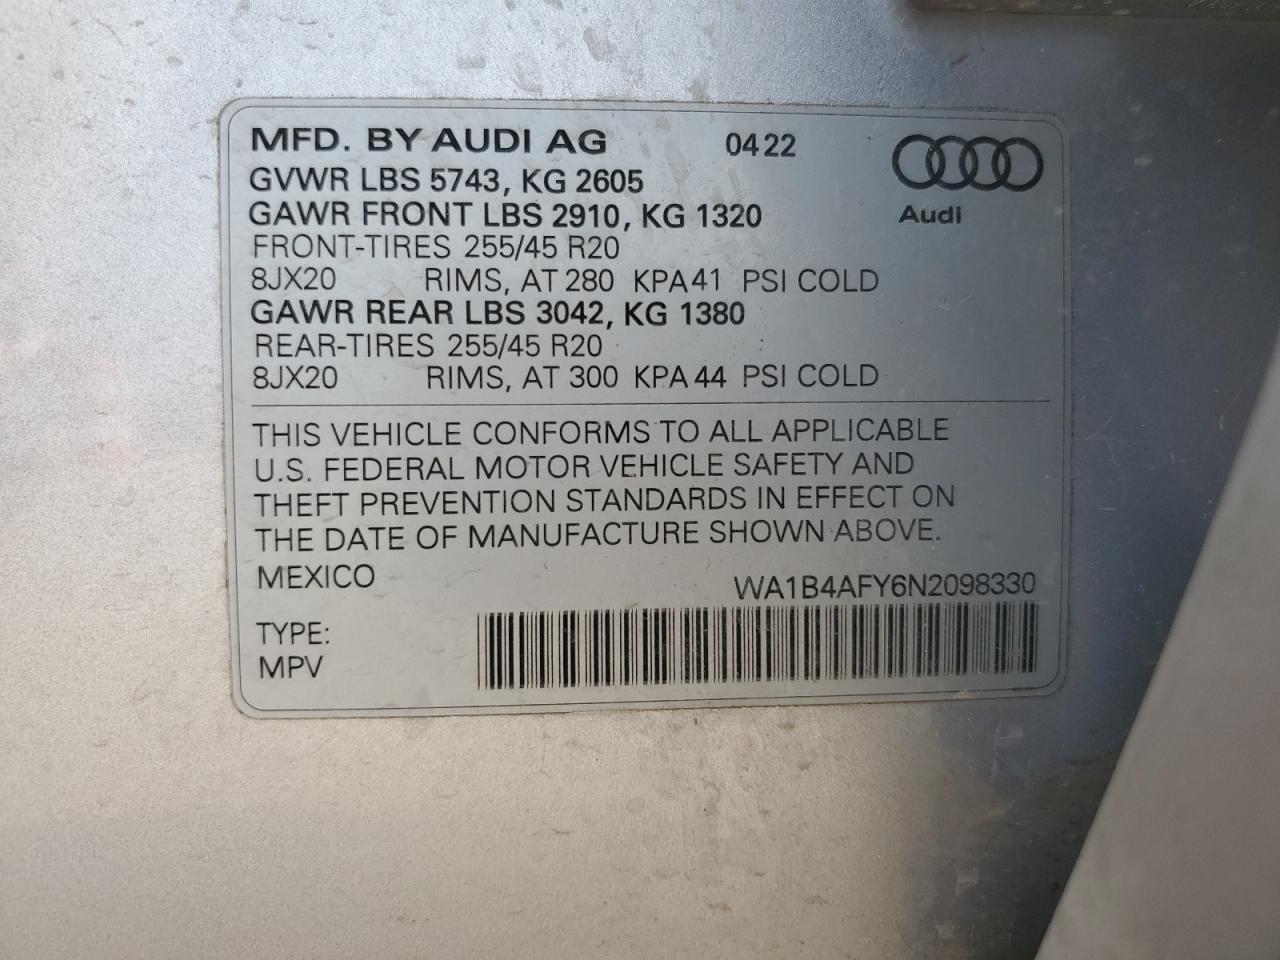 MFD. BY AUDI AG 0422
GVWR LBS 5743, KG 2605
GAWR FRONT LBS 2910, KG 1320
Audi
FRONT-TIRES 255/45 R20
8JX20 RIMS, AT 280 KPA 41 PSI COLD
GAWR REAR LBS 3042, KG 1380
REAR-TIRES 255/45 R20
8JX20 RIMS, AT 300 KPA 44 PSI COLD
THIS VEHICLE CONFORMS TO ALL APPLICABLE
U.S. FEDERAL MOTOR VEHICLE SAFETY AND
THEFT PREVENTION STANDARDS IN EFFECT ON
THE DATE OF MANUFACTURE SHOWN ABOVE.
MEXICO WA1B4AFY6N2098330
TYPE:
MPV